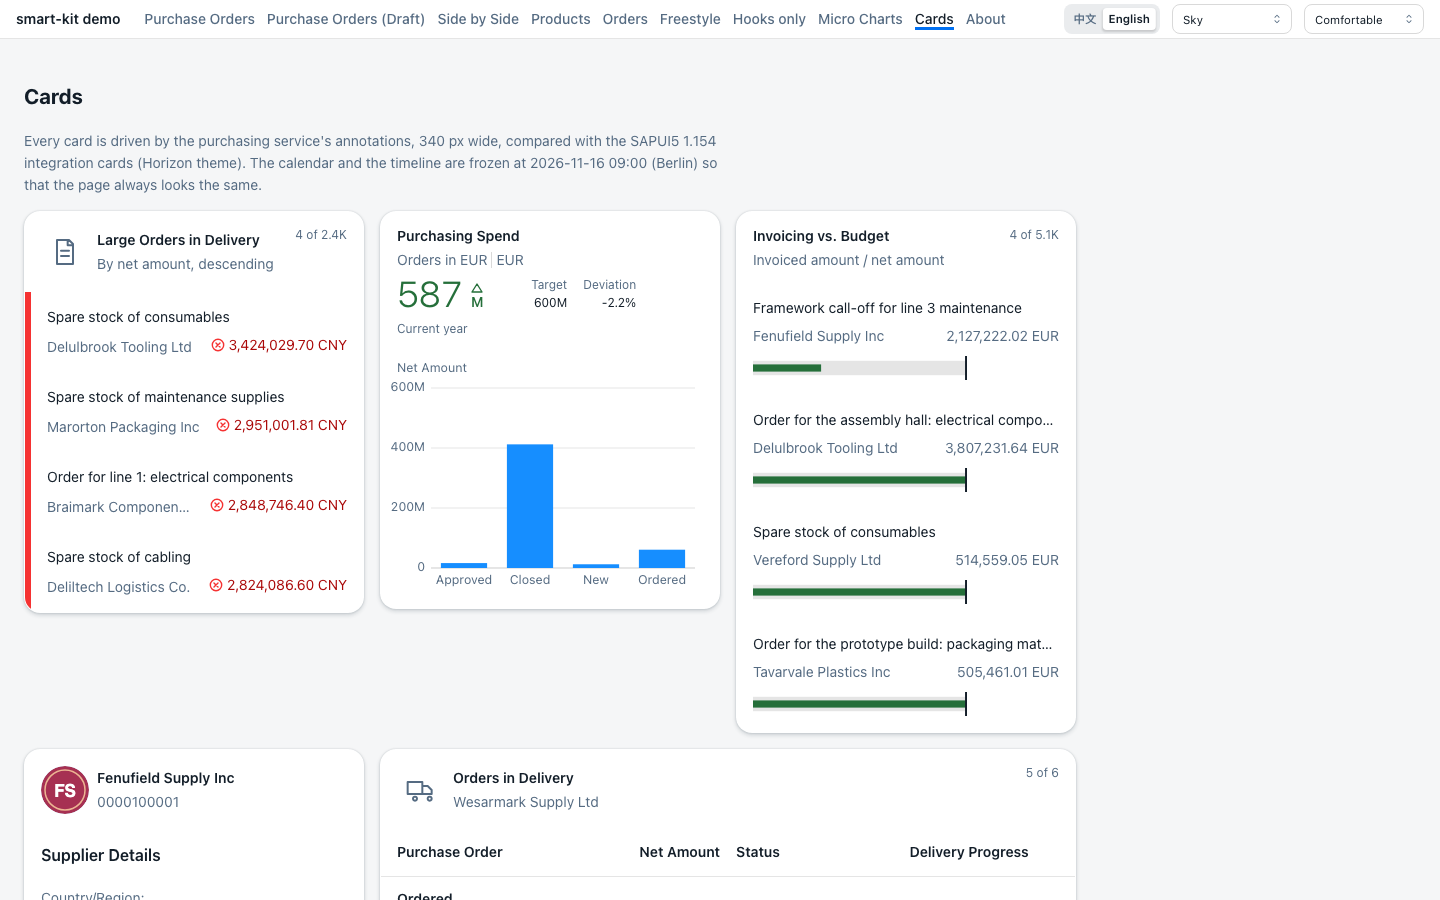 smart-kit demo
Purchase Orders
Purchase Orders (Draft)
Side by Side
Products
Orders
Freestyle
Hooks only
Micro Charts
Cards
About
中文
English
Sky
Comfortable
Cards
Every card is driven by the purchasing service's annotations, 340 px wide, compared with the SAPUI5 1.154
integration cards (Horizon theme). The calendar and the timeline are frozen at 2026-11-16 09:00 (Berlin) so
that the page always looks the same.
Large Orders in Delivery
4 of 2.4K
By net amount, descending
Spare stock of consumables
Delulbrook Tooling Ltd
3,424,029.70 CNY
Spare stock of maintenance supplies
Marorton Packaging Inc
2,951,001.81 CNY
Order for line 1: electrical components
Braimark Componen...
2,848,746.40 CNY
Spare stock of cabling
Deliltech Logistics Co.
2,824,086.60 CNY
Purchasing Spend
Orders in EUR
EUR
587
M
Target
600M
Deviation
-2.2%
Current year
Net Amount
600M
400M
200M
0
Approved
Closed
New
Ordered
Invoicing vs. Budget
4 of 5.1K
Invoiced amount / net amount
Framework call-off for line 3 maintenance
Fenufield Supply Inc
2,127,222.02 EUR
Order for the assembly hall: electrical compo...
Delulbrook Tooling Ltd
3,807,231.64 EUR
Spare stock of consumables
Vereford Supply Ltd
514,559.05 EUR
Order for the prototype build: packaging mat...
Tavarvale Plastics Inc
505,461.01 EUR
FS
Fenufield Supply Inc
0000100001
Supplier Details
Country/Region:
Orders in Delivery
5 of 6
Wesarmark Supply Ltd
Purchase Order
Net Amount
Status
Delivery Progress
Ordered